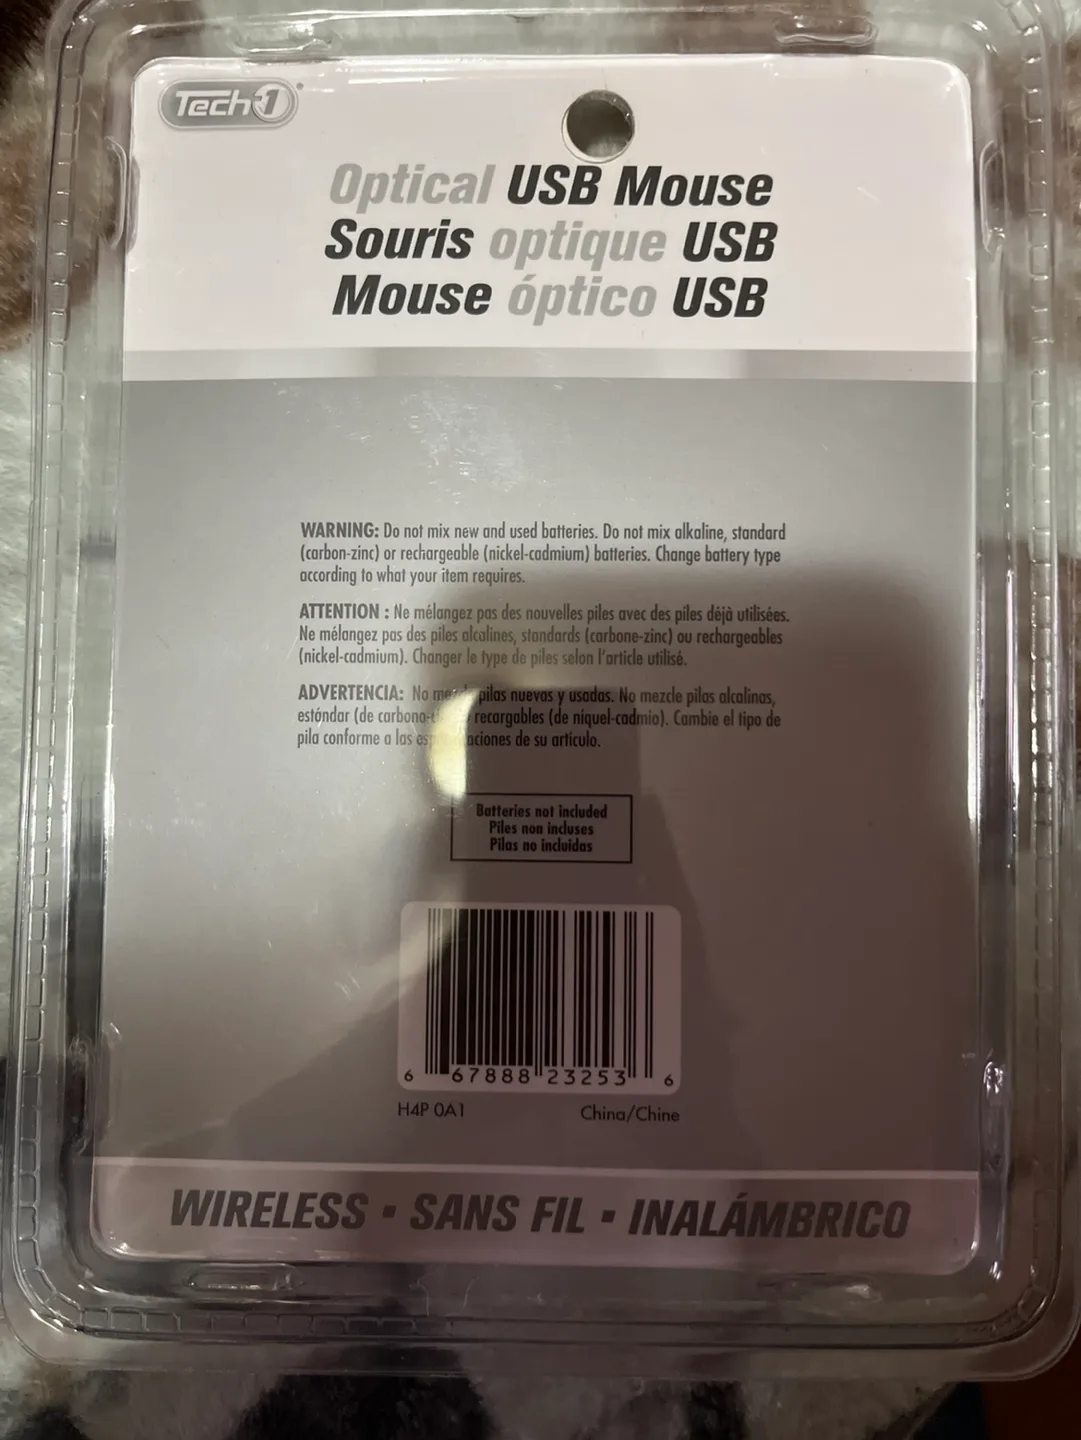 Tech1
Optical USB Mouse
Souris optique USB
Mouse óptico USB
WARNING: Do not mix new and used batteries. Do not mix alkaline, standard
(carbon-zinc) or rechargeable (nickel-cadmium) batteries. Change battery type
according to what your item requires.
ATTENTION : Ne mélangez pas des nouvelles piles avec des piles déjà utilisées.
Ne mélangez pas des piles alcalines, standards (carbone-zinc) ou rechargeables
(nickel-cadmium). Changer le type de piles selon l'article utilisé.
ADVERTENCIA: No mezcle pilas nuevas y usadas. No mezcle pilas alcalinas,
estándar (de recargables (de níquel-cadmio). Cambie el tipo de
pila conforme a las de su artículo.
Batteries not included
Piles non incluses
Pilas no incluidas
6 67888 23253 6
H4P 0A1 China/Chine
WIRELESS ▪ SANS FIL ▪ INALÁMBRICO